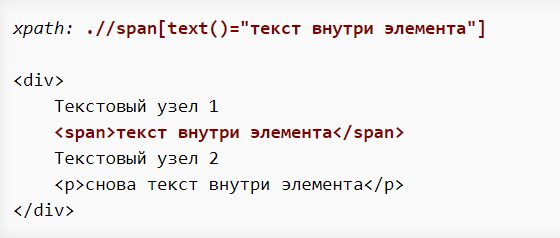 xpath: .//span[text()="текст внутри элемента"]
<div>
Текстовый узел 1
<span>текст внутри элемента</span>
Текстовый узел 2
<p>снова текст внутри элемента</p>
</div>